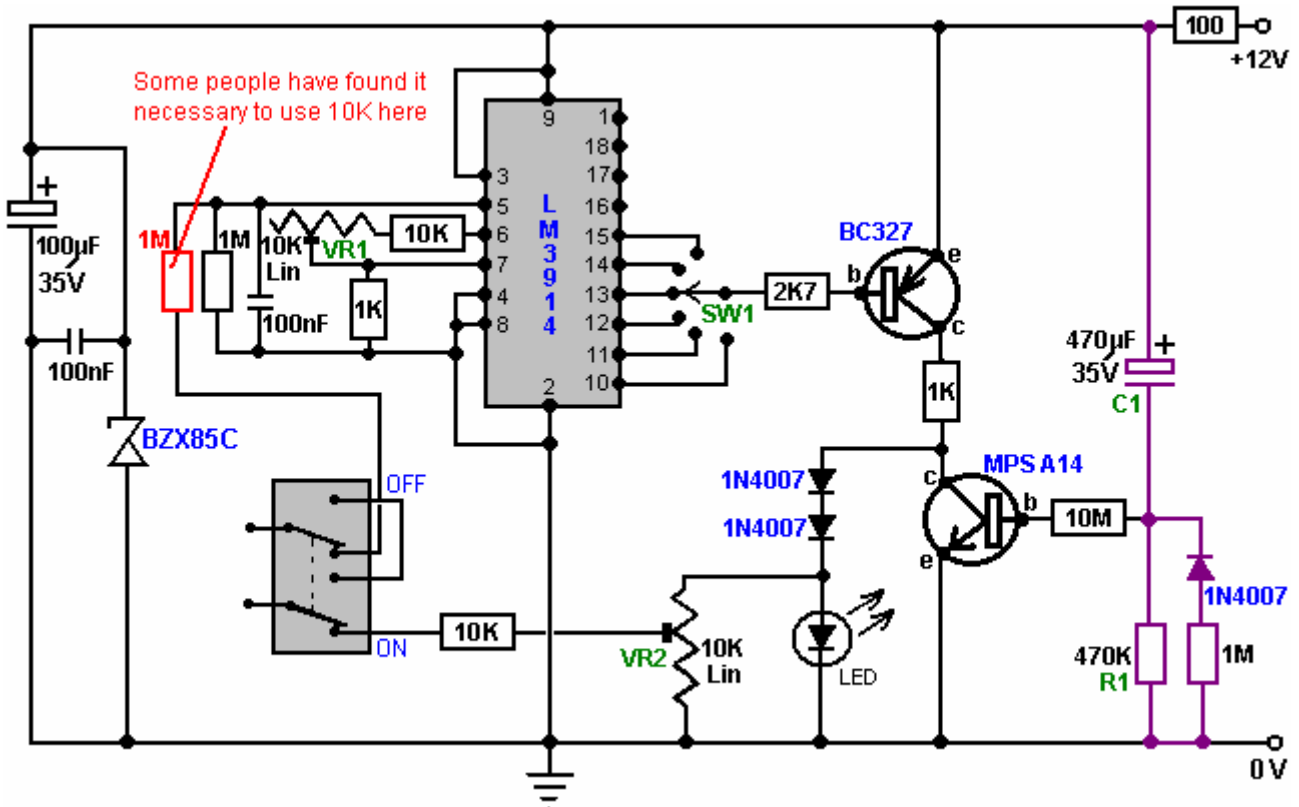 100
+12V
Some people have found it
necessary to use 10K here
9
1
18
17
16
15
14
13
12
11
10
3
5
6
7
4
8
2
L
M
3
9
1
4
+
100µF
35V
1M
1M
10K
Lin
VR1
10K
1K
100nF
100nF
BZX85C
SW1
2K7
BC327
b
e
c
1K
470µF
35V
+
C1
MPSA14
c
b
e
10M
1N4007
1N4007
1N4007
OFF
ON
10K
VR2
10K
Lin
LED
470K
R1
1M
0V